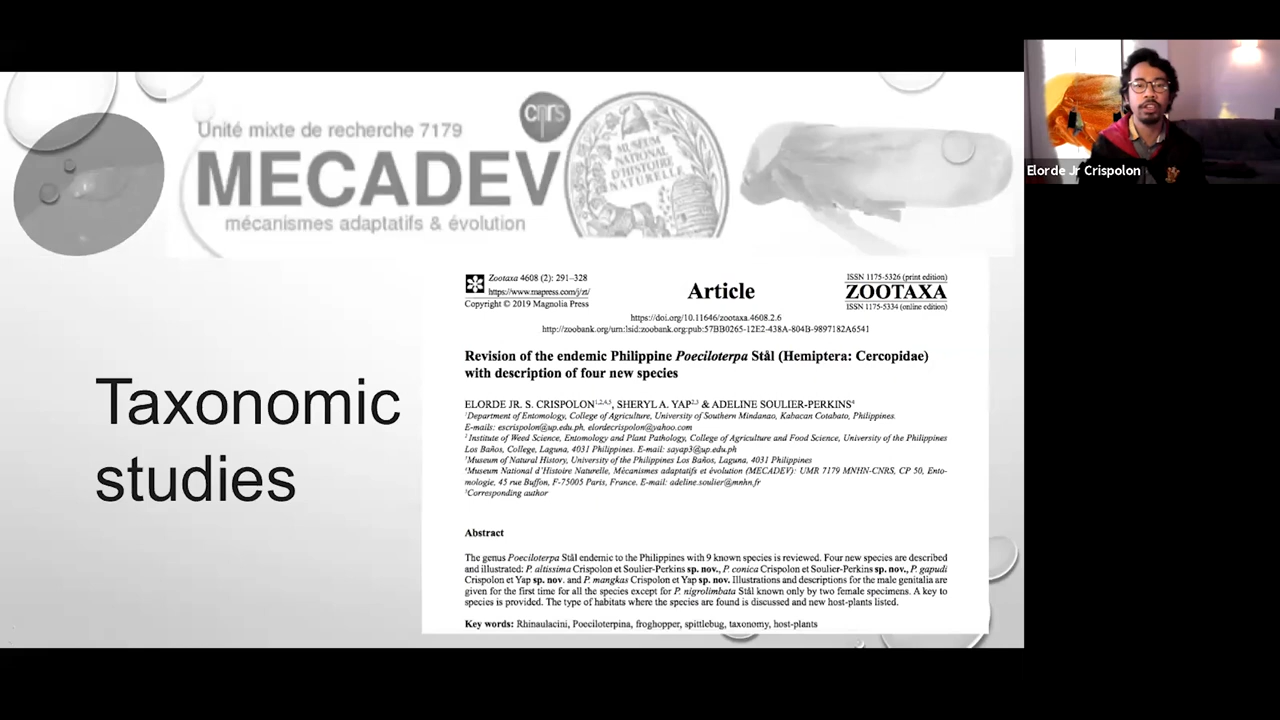 Unité mixte de recherche 7179
cnrs
MECADEV
mécanismes adaptatifs & évolution
MUSEUM NATIONAL D'HISTOIRE NATURELLE
Elorde Jr Crispolon
Taxonomic
studies
Zootaxa 4608 (2): 291–328
https://www.mapress.com/j/zt/
Copyright © 2019 Magnolia Press
Article
ISSN 1175-5326 (print edition)
ZOOTAXA
ISSN 1175-5334 (online edition)
https://doi.org/10.11646/zootaxa.4608.2.6
http://zoobank.org/urn:lsid:zoobank.org:pub:57BB0265-12E2-438A-804B-9897182A6541
Revision of the endemic Philippine Poeciloterpa Stål (Hemiptera: Cercopidae)
with description of four new species
ELORDE JR. S. CRISPOLON1,2,4,5, SHERYL A. YAP2,3 & ADELINE SOULIER-PERKINS4
1Department of Entomology, College of Agriculture, University of Southern Mindanao, Kabacan Cotabato, Philippines.
E-mails: escrispolon@up.edu.ph, elordecrispolon@yahoo.com
2 Institute of Weed Science, Entomology and Plant Pathology, College of Agriculture and Food Science, University of the Philippines
Los Baños, College, Laguna, 4031 Philippines. E-mail: sayap3@up.edu.ph
3Museum of Natural History, University of the Philippines Los Baños, Laguna, 4031 Philippines
4Museum National d'Histoire Naturelle, Mécanismes adaptatifs et évolution (MECADEV): UMR 7179 MNHN-CNRS, CP 50, Ento-
mologie, 45 rue Buffon, F-75005 Paris, France. E-mail: adeline.soulier@mnhn.fr
5Corresponding author
Abstract
The genus Poeciloterpa Stål endemic to the Philippines with 9 known species is reviewed. Four new species are described
and illustrated: P. altissima Crispolon et Soulier-Perkins sp. nov., P. conica Crispolon et Soulier-Perkins sp. nov., P. gapudi
Crispolon et Yap sp. nov. and P. mangkas Crispolon et Yap sp. nov. Illustrations and descriptions for the male genitalia are
given for the first time for all the species except for P. nigrolimbata Stål known only by two female specimens. A key to
species is provided. The type of habitats where the species are found is discussed and new host-plants listed.
Key words: Rhinaulacini, Poeciloterpina, froghopper, spittlebug, taxonomy, host-plants